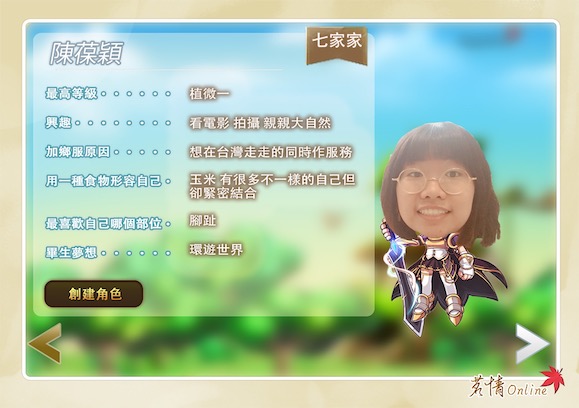 陳葆穎
七家家
最高等級‧‧‧‧‧‧ 植微一
興趣‧‧‧‧‧‧‧‧ 看電影 拍攝 親親大自然
加鄉服原因‧‧‧‧‧ 想在台灣走走的同時作服務
用一種食物形容自己‧ 玉米 有很多不一樣的自己但
卻緊密結合
最喜歡自己哪個部位‧ 腳趾
畢生夢想‧‧‧‧‧‧ 環遊世界
創建角色
茗情Online